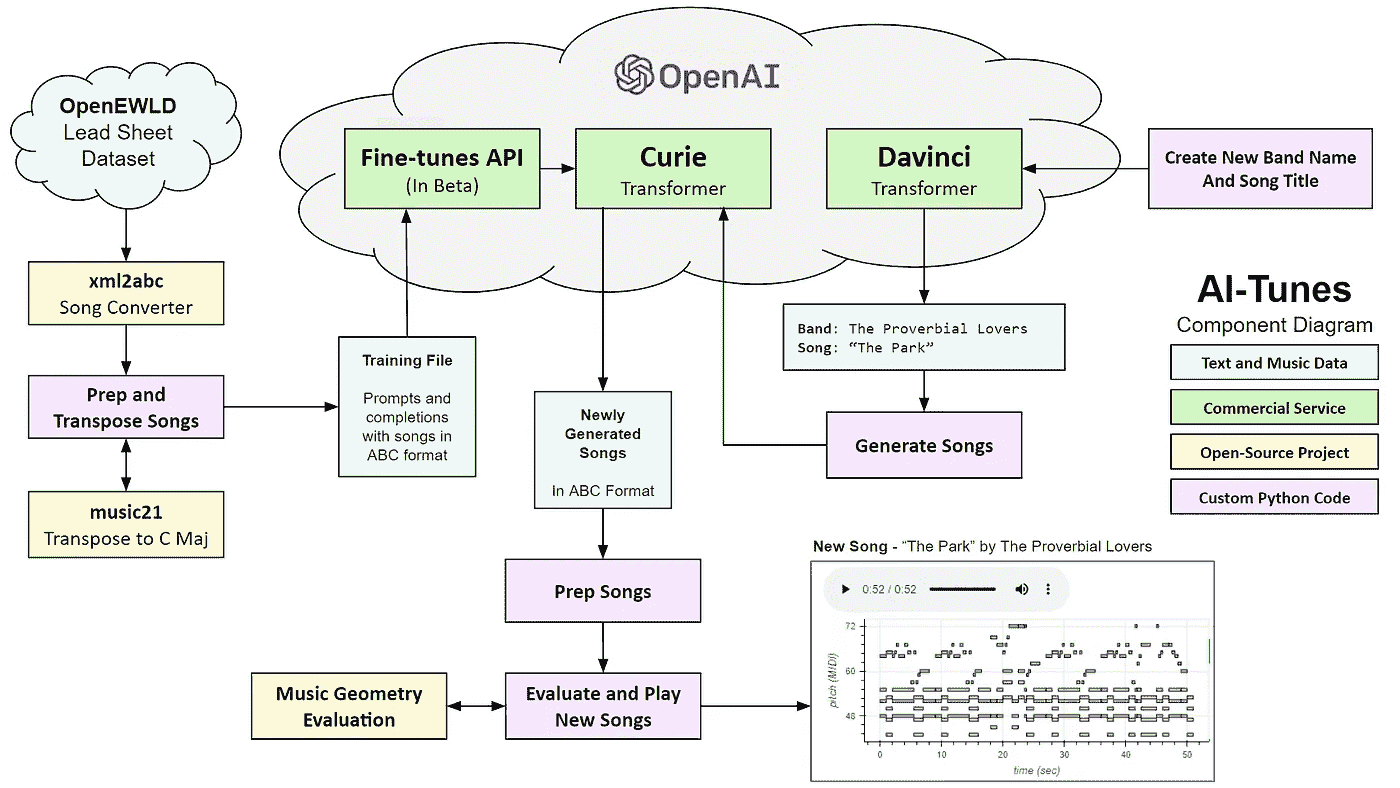 OpenAI
OpenEWLD
Lead Sheet
Dataset
Fine-tunes API
(In Beta)
Curie
Transformer
Davinci
Transformer
Create New Band Name
And Song Title
xml2abc
Song Converter
AI-Tunes
Component Diagram
Band: The Proverbial Lovers
Song: “The Park”
Training File
Prompts and
completions
with songs in
ABC format
Text and Music Data
Prep and
Transpose Songs
Commercial Service
Newly
Generated
Songs
In ABC Format
Generate Songs
Open-Source Project
Custom Python Code
music21
Transpose to C Maj
New Song - “The Park” by The Proverbial Lovers
Prep Songs
0:52 / 0:52
72
60
48
pitch (MIDI)
0 10 20 30 40 50
time (sec)
Music Geometry
Evaluation
Evaluate and Play
New Songs